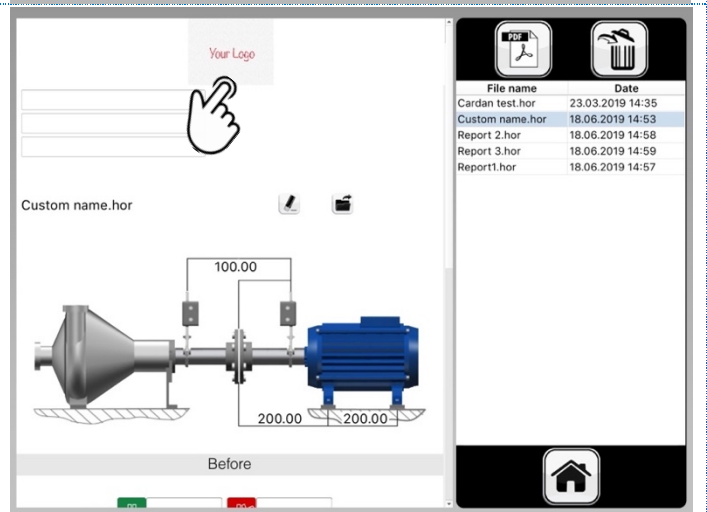 Your Logo
Custom name.hor
100.00
200.00
200.00
Before
PDF
File name Date
Cardan test.hor 23.03.2019 14:35
Custom name.hor 18.06.2019 14:53
Report 2.hor 18.06.2019 14:58
Report 3.hor 18.06.2019 14:59
Report1.hor 18.06.2019 14:57